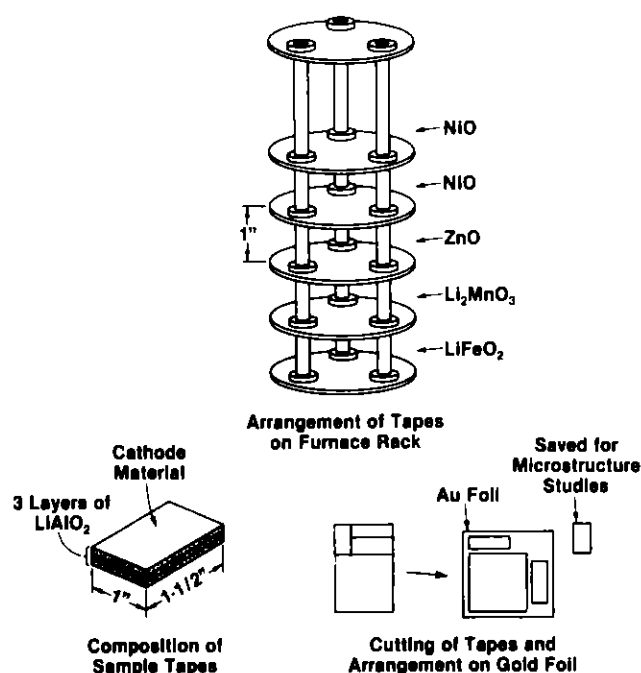 NiO
NiO
1"
ZnO
Li₂MnO₃
LiFeO₂
Arrangement of Tapes
on Furnace Rack
Cathode
Material
3 Layers of
LiAlO₂
1"
1-1/2"
Composition of
Sample Tapes
Saved for
Microstructure
Studies
Au Foil
Cutting of Tapes and
Arrangement on Gold Foil